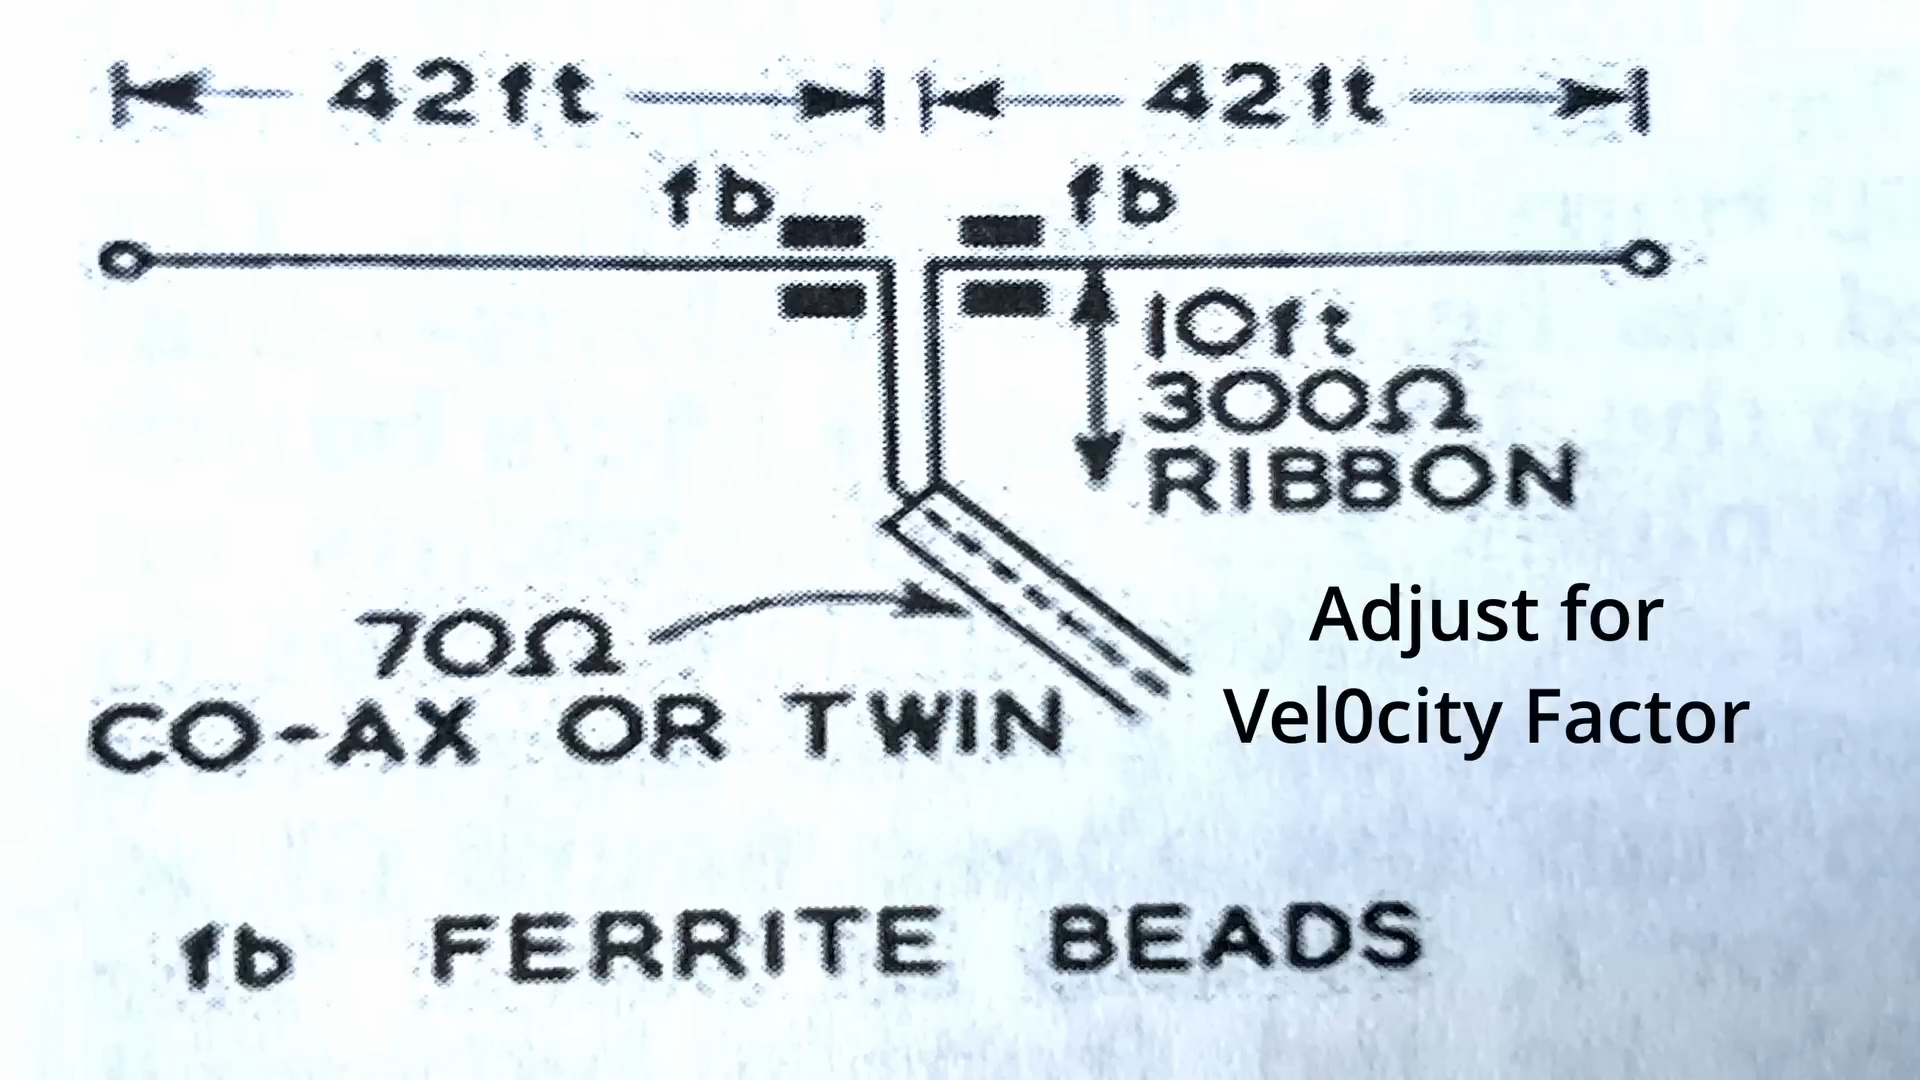 42ft 42ft
fb fb
10ft
300Ω
RIBBON
70Ω
CO-AX OR TWIN
Adjust for
Vel0city Factor
fb FERRITE BEADS